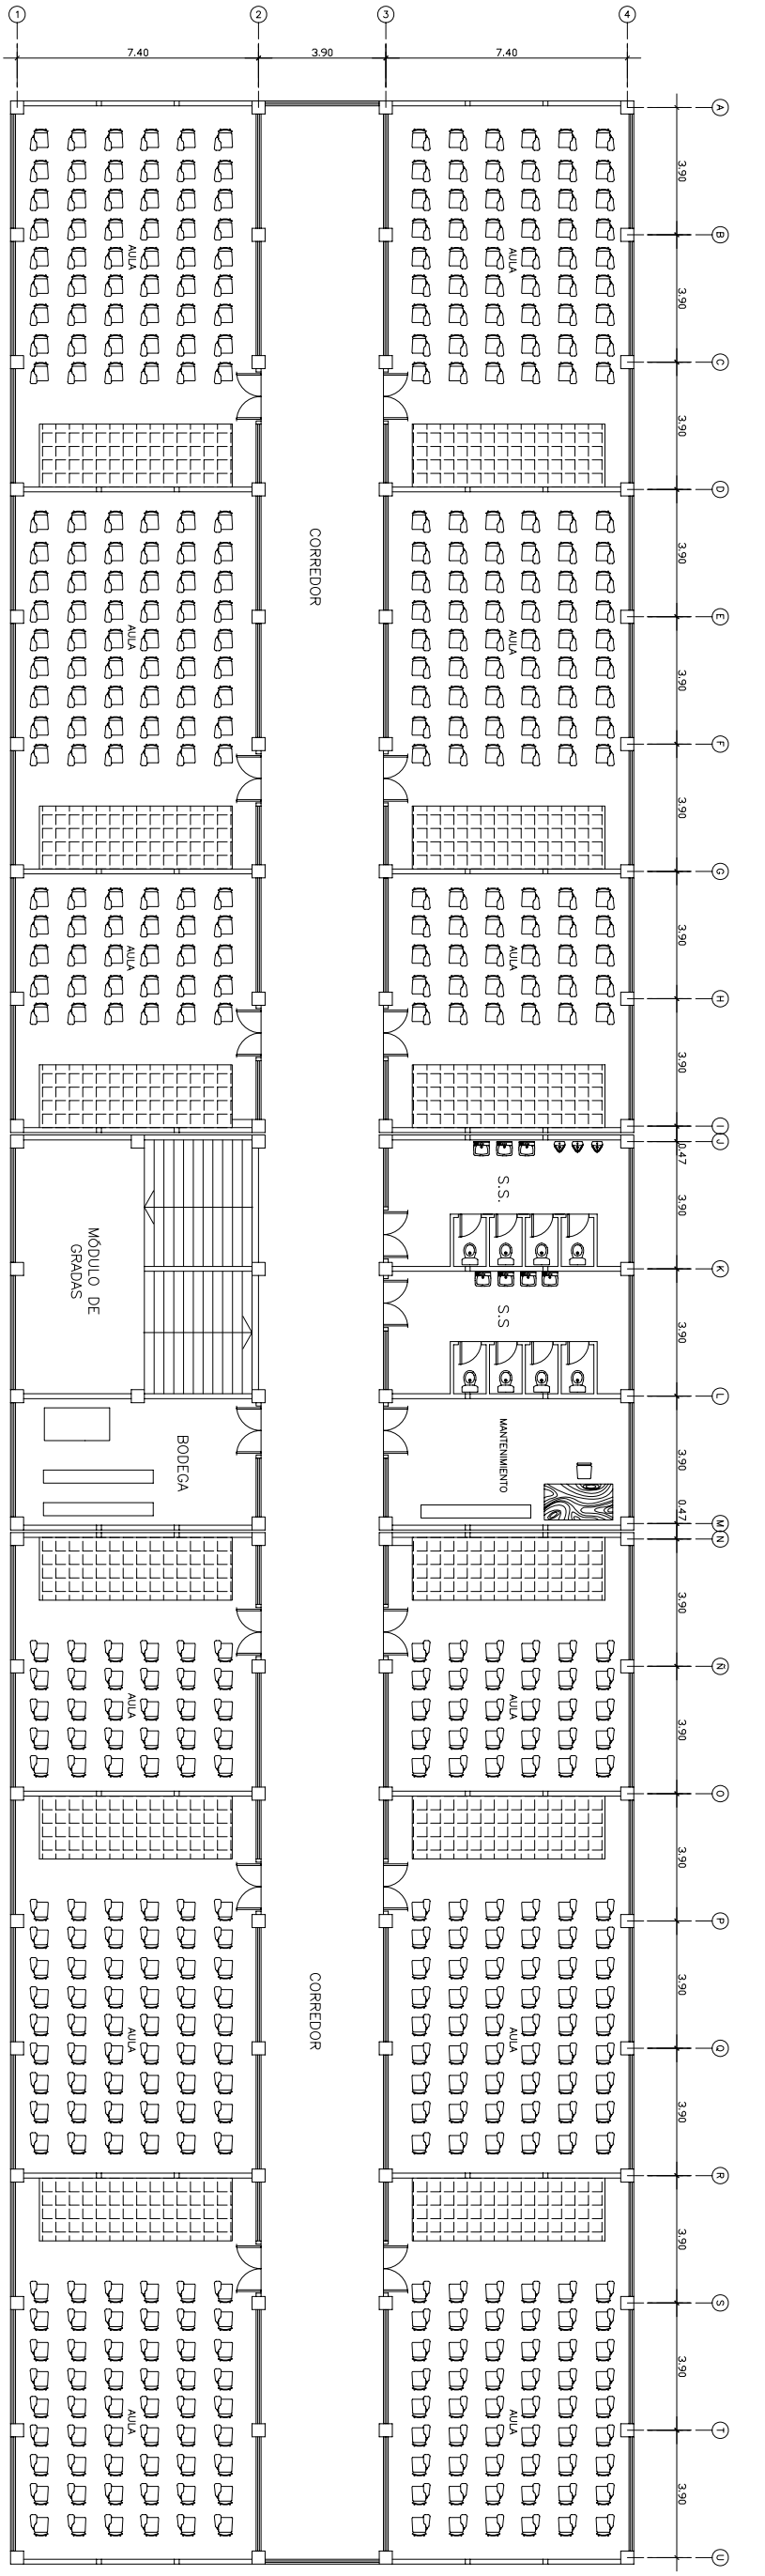 1
2
3
4
7.40
3.90
7.40
A
3.90
B
AULA
AULA
3.90
C
3.90
D
CORREDOR
3.90
E
AULA
AULA
3.90
F
3.90
G
3.90
AULA
AULA
H
3.90
I
J
0.47
S.S.
3.90
MÓDULO DE
GRADAS
K
S.S
3.90
L
BODEGA
MANTENIMIENTO
3.90
0.47
M
N
3.90
Ñ
AULA
AULA
3.90
O
3.90
P
CORREDOR
3.90
AULA
AULA
Q
3.90
R
3.90
S
3.90
AULA
AULA
T
3.90
U